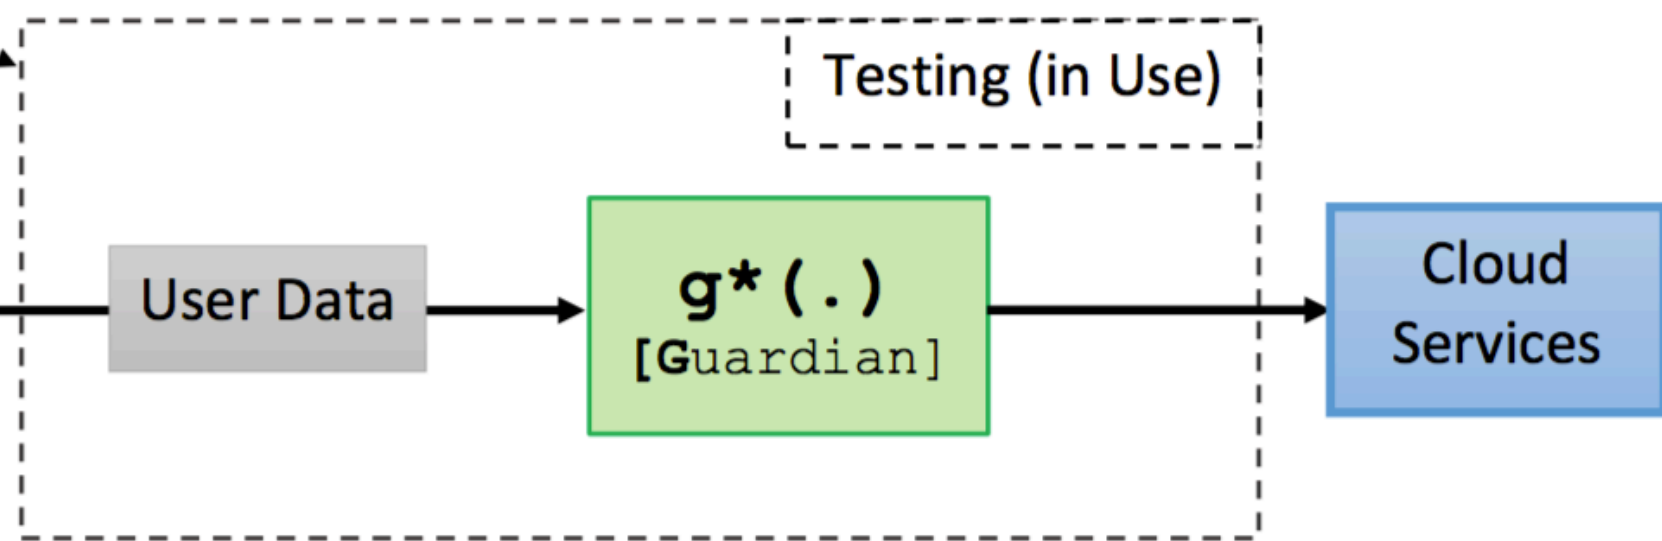 Testing (in Use)
User Data
g*(.)
[Guardian]
Cloud
Services